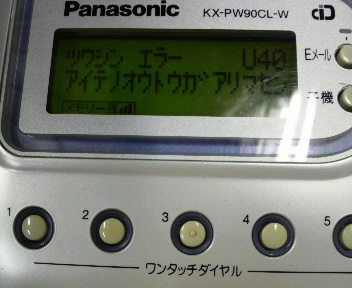 Panasonic KX-PW90CL-W
ツウシン エラー U40
アイテノオウトウガ アリマセン
メモリー
Eメール
子機
1 2 3 4 5
ワンタッチダイヤル